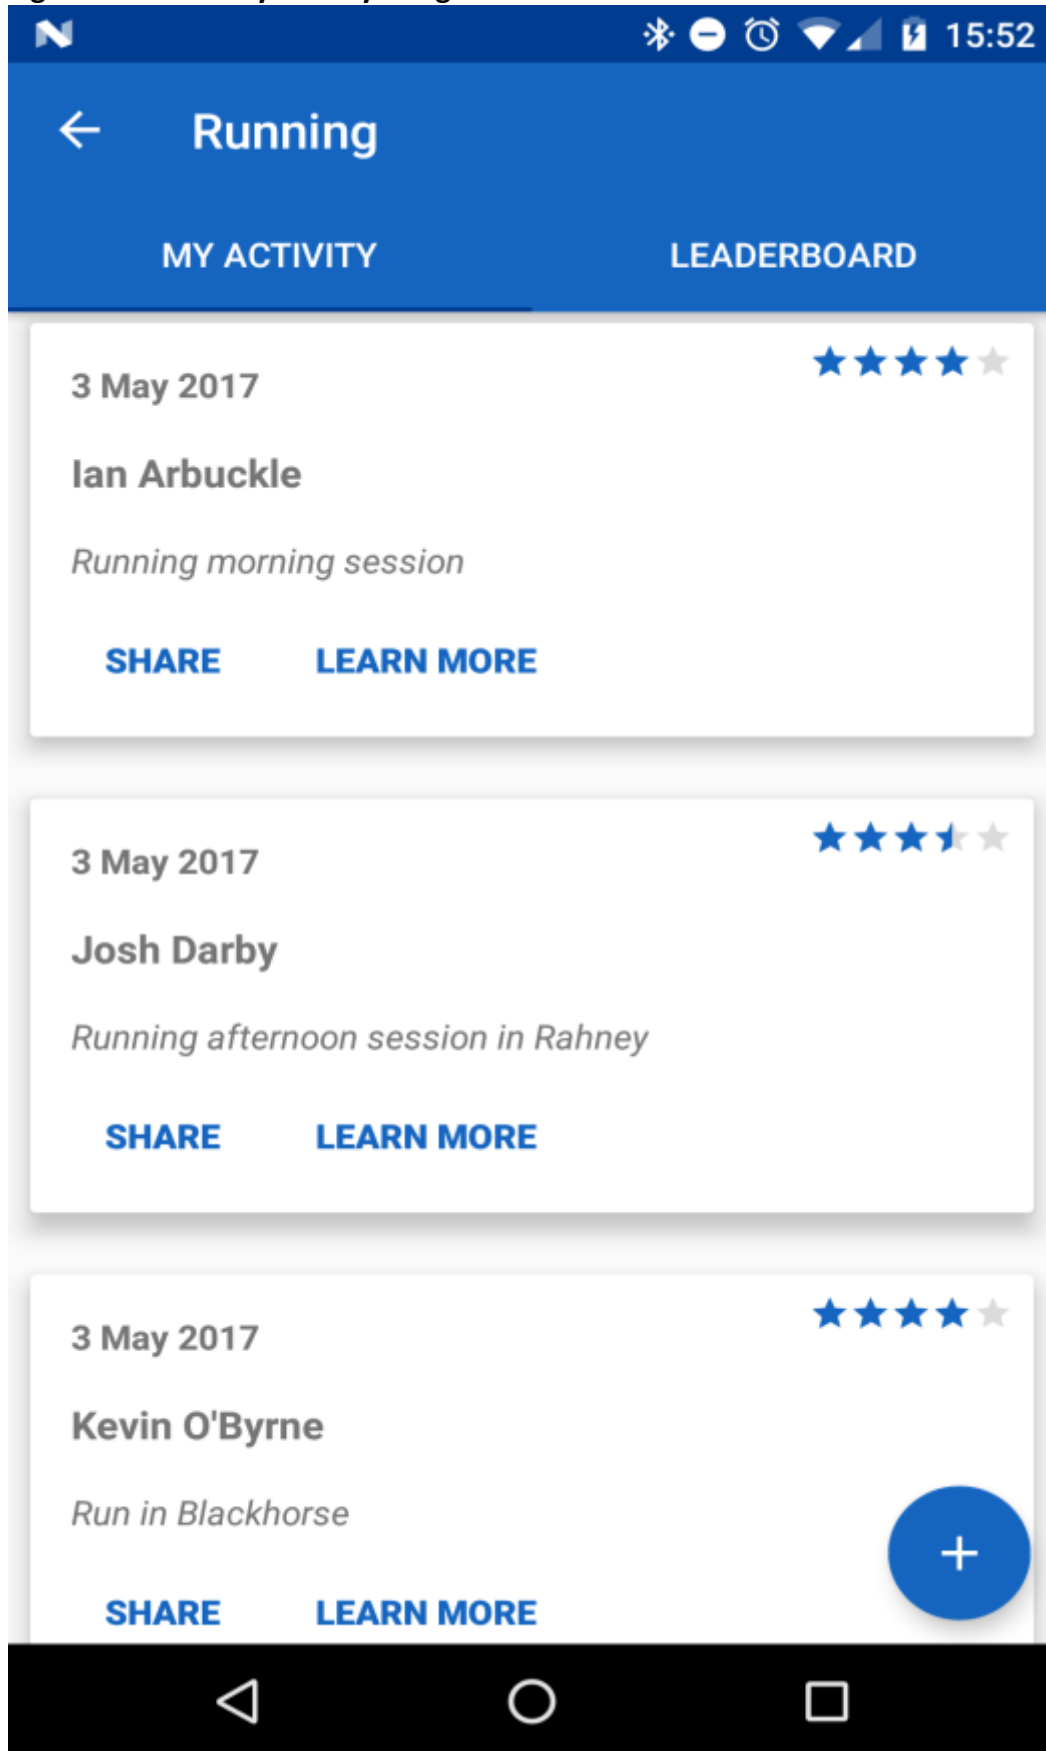 15:52
Running
MY ACTIVITY LEADERBOARD
3 May 2017
Ian Arbuckle
Running morning session
SHARE LEARN MORE
3 May 2017
Josh Darby
Running afternoon session in Rahney
SHARE LEARN MORE
3 May 2017
Kevin O'Byrne
Run in Blackhorse
+
SHARE LEARN MORE